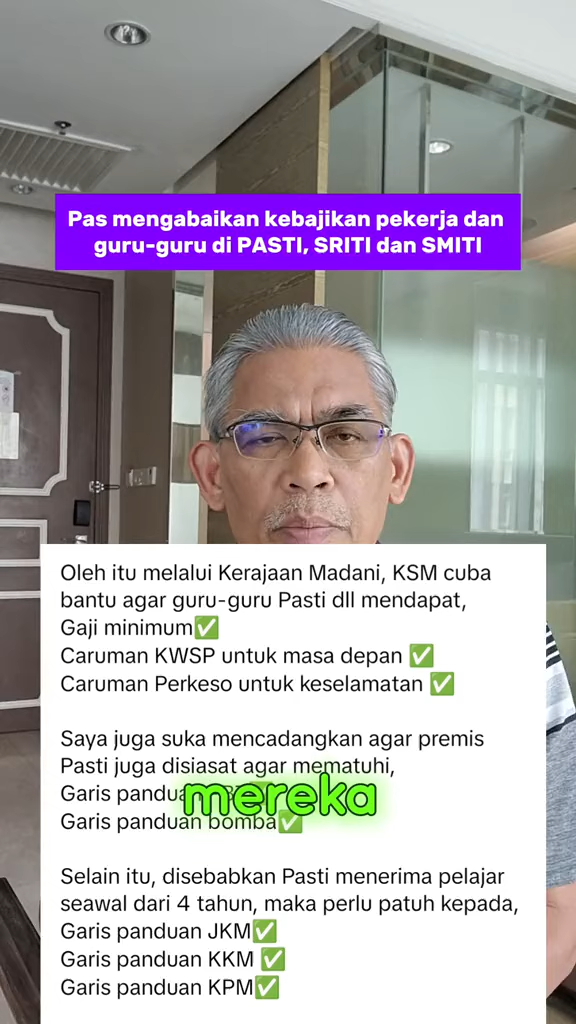 Pas mengabaikan kebajikan pekerja dan
guru-guru di PASTI, SRITI dan SMITI
Oleh itu melalui Kerajaan Madani, KSM cuba
bantu agar guru-guru Pasti dll mendapat,
Gaji minimum✅
Caruman KWSP untuk masa depan ✅
Caruman Perkeso untuk keselamatan ✅
Saya juga suka mencadangkan agar premis
Pasti juga disiasat agar mematuhi,
Garis panduan
mereka
Garis panduan bomba✅
Selain itu, disebabkan Pasti menerima pelajar
seawal dari 4 tahun, maka perlu patuh kepada,
Garis panduan JKM✅
Garis panduan KKM ✅
Garis panduan KPM✅